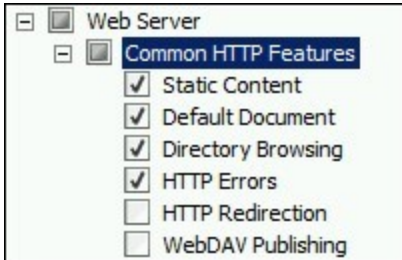 Web Server
Common HTTP Features
Static Content
Default Document
Directory Browsing
HTTP Errors
HTTP Redirection
WebDAV Publishing